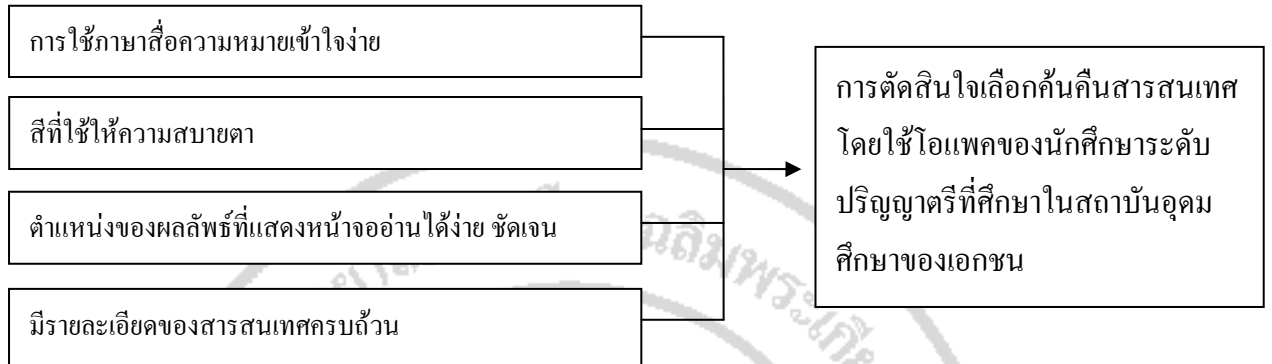 การใช้ภาษาสื่อความหมายเข้าใจง่าย
สีที่ใช้ให้ความสบายตา
ตำแหน่งของผลลัพธ์ที่แสดงหน้าจออ่านได้ง่าย ชัดเจน
มีรายละเอียดของสารสนเทศครบถ้วน
การตัดสินใจเลือกค้นคืนสารสนเทศ
โดยใช้โอแพคของนักศึกษาระดับ
ปริญญาตรีที่ศึกษาในสถาบันอุดม
ศึกษาของเอกชน